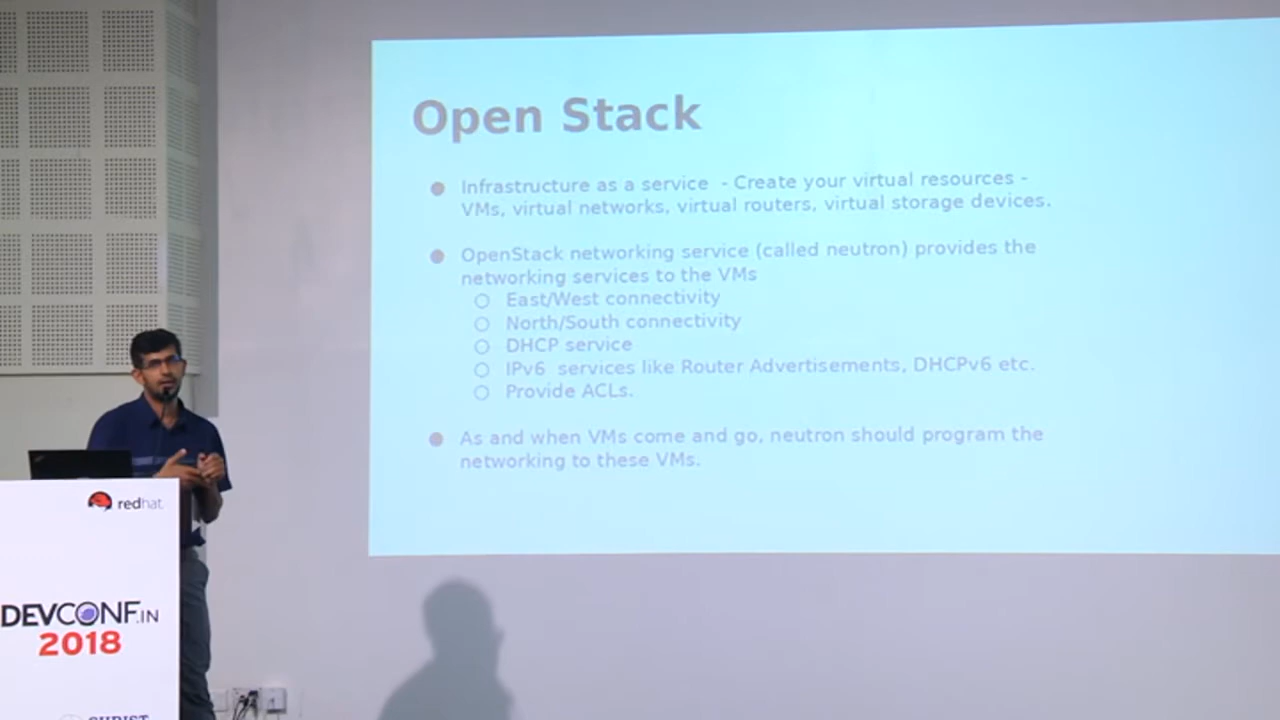 Open Stack
Infrastructure as a service - Create your virtual resources -
VMs, virtual networks, virtual routers, virtual storage devices.
OpenStack networking service (called neutron) provides the
networking services to the VMs
East/West connectivity
North/South connectivity
DHCP service
IPv6 services like Router Advertisements, DHCPv6 etc.
Provide ACLs.
As and when VMs come and go, neutron should program the
networking to these VMs.
redhat
DEVCONF.IN
2018
CHRIST